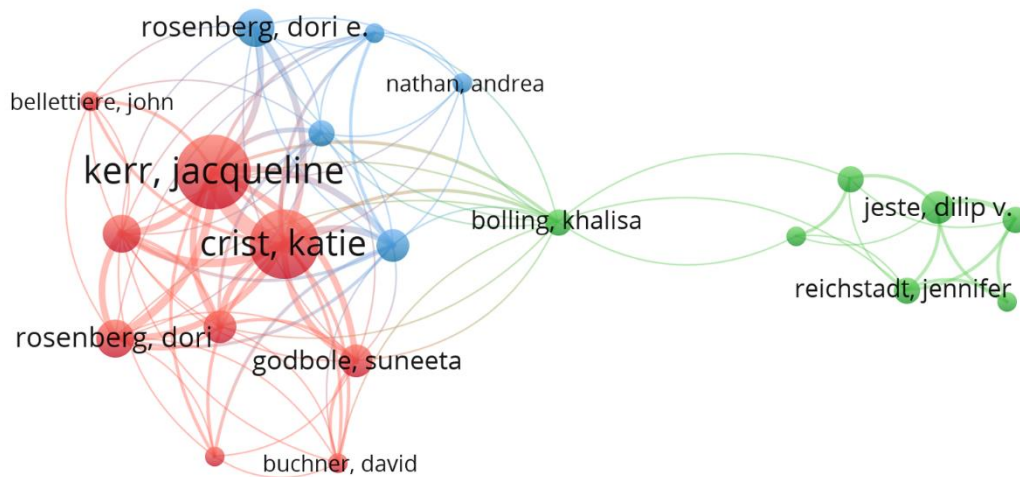 rosenberg, dori e.
nathan, andrea
bellettiere, john
kerr, jacqueline
bolling, khalisa
jeste, dilip v.
crist, katie
reichstadt, jennifer
rosenberg, dori
godbole, suneeta
buchner, david